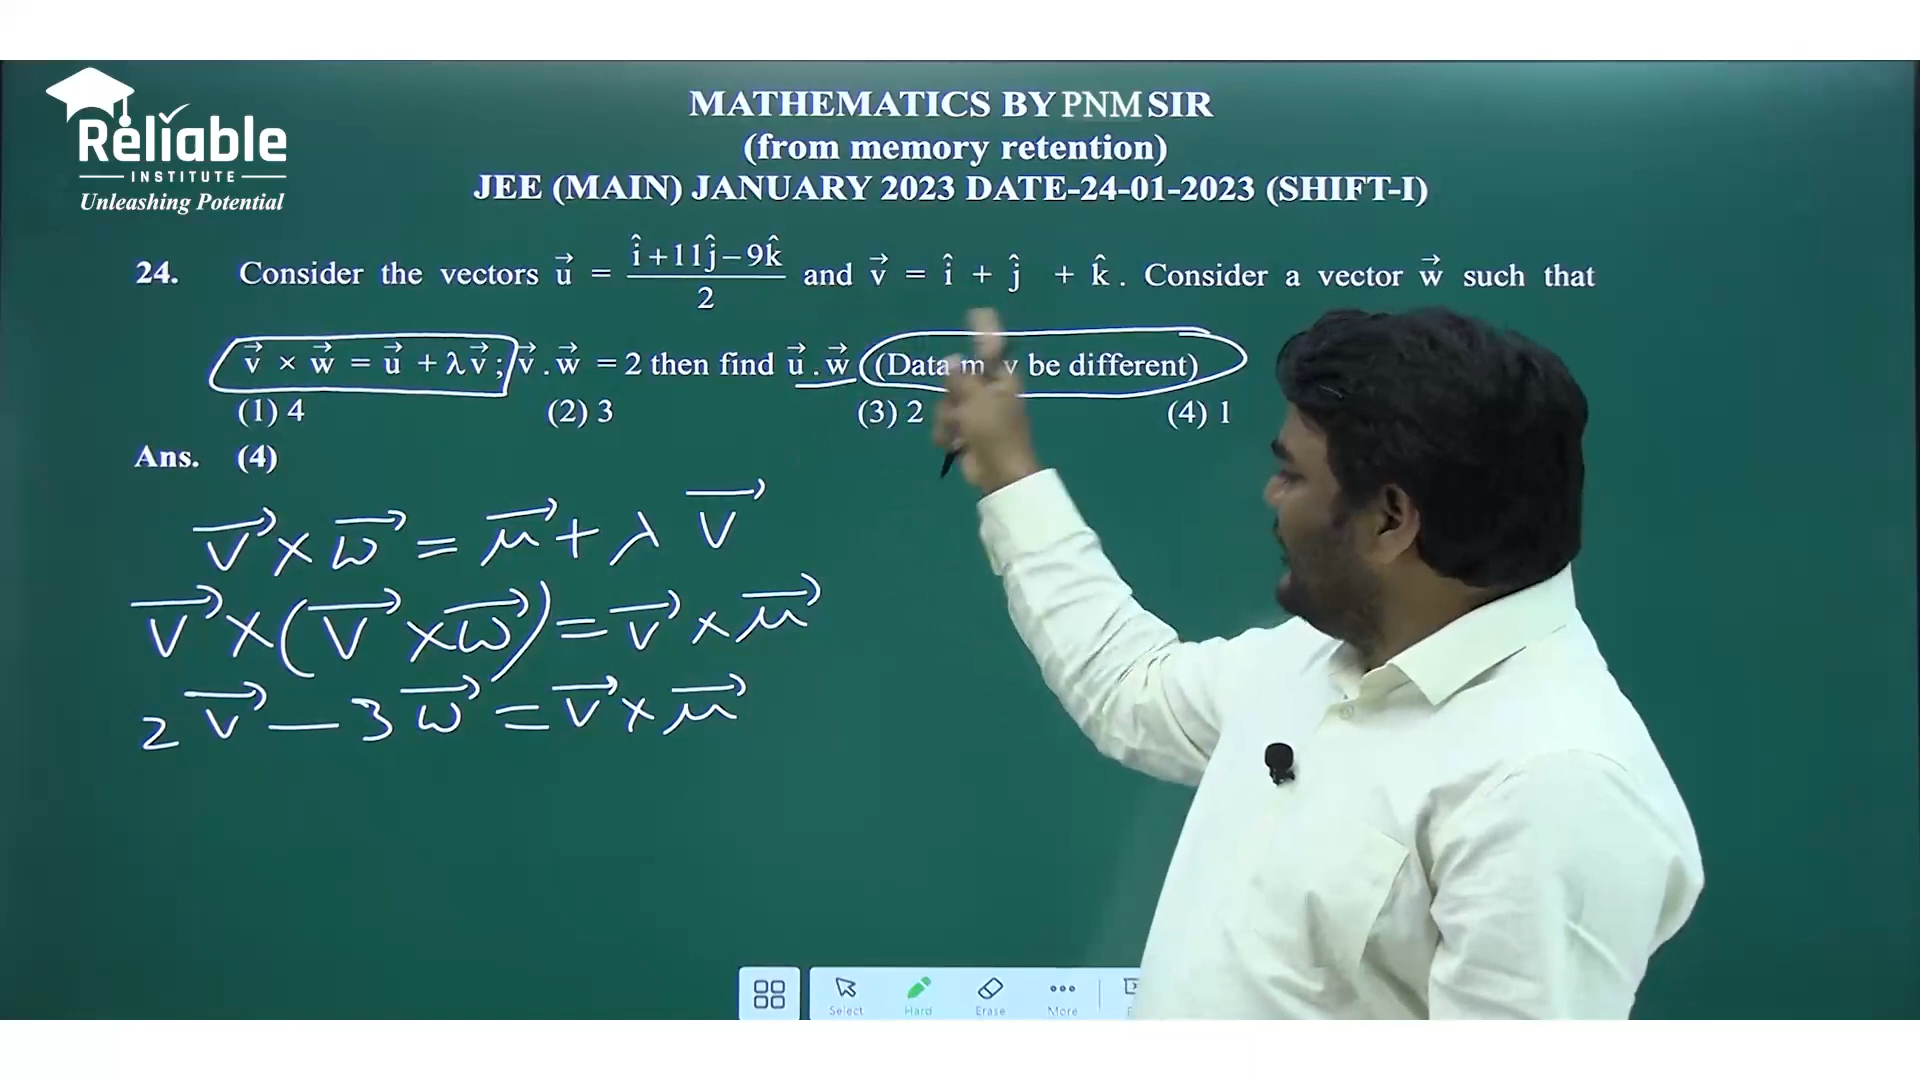 Reliable
INSTITUTE
Unleashing Potential
MATHEMATICS BY PNM SIR
(from memory retention)
JEE (MAIN) JANUARY 2023 DATE-24-01-2023 (SHIFT-I)
24. Consider the vectors u⃗ = (î+11ĵ−9k̂)/2 and v⃗ = î + ĵ + k̂ . Consider a vector w⃗ such that
v⃗ × w⃗ = u⃗ + λv⃗ ; v⃗ . w⃗ = 2 then find u⃗ . w⃗ (Data be different)
(1) 4 (2) 3 (3) 2 (4) 1
Ans. (4)
v⃗ × w⃗ = μ⃗ + λ v⃗
v⃗ × (v⃗ × w⃗) = v⃗ × μ⃗
2 v⃗ − 3 w⃗ = v⃗ × μ⃗
Select Hard Erase More